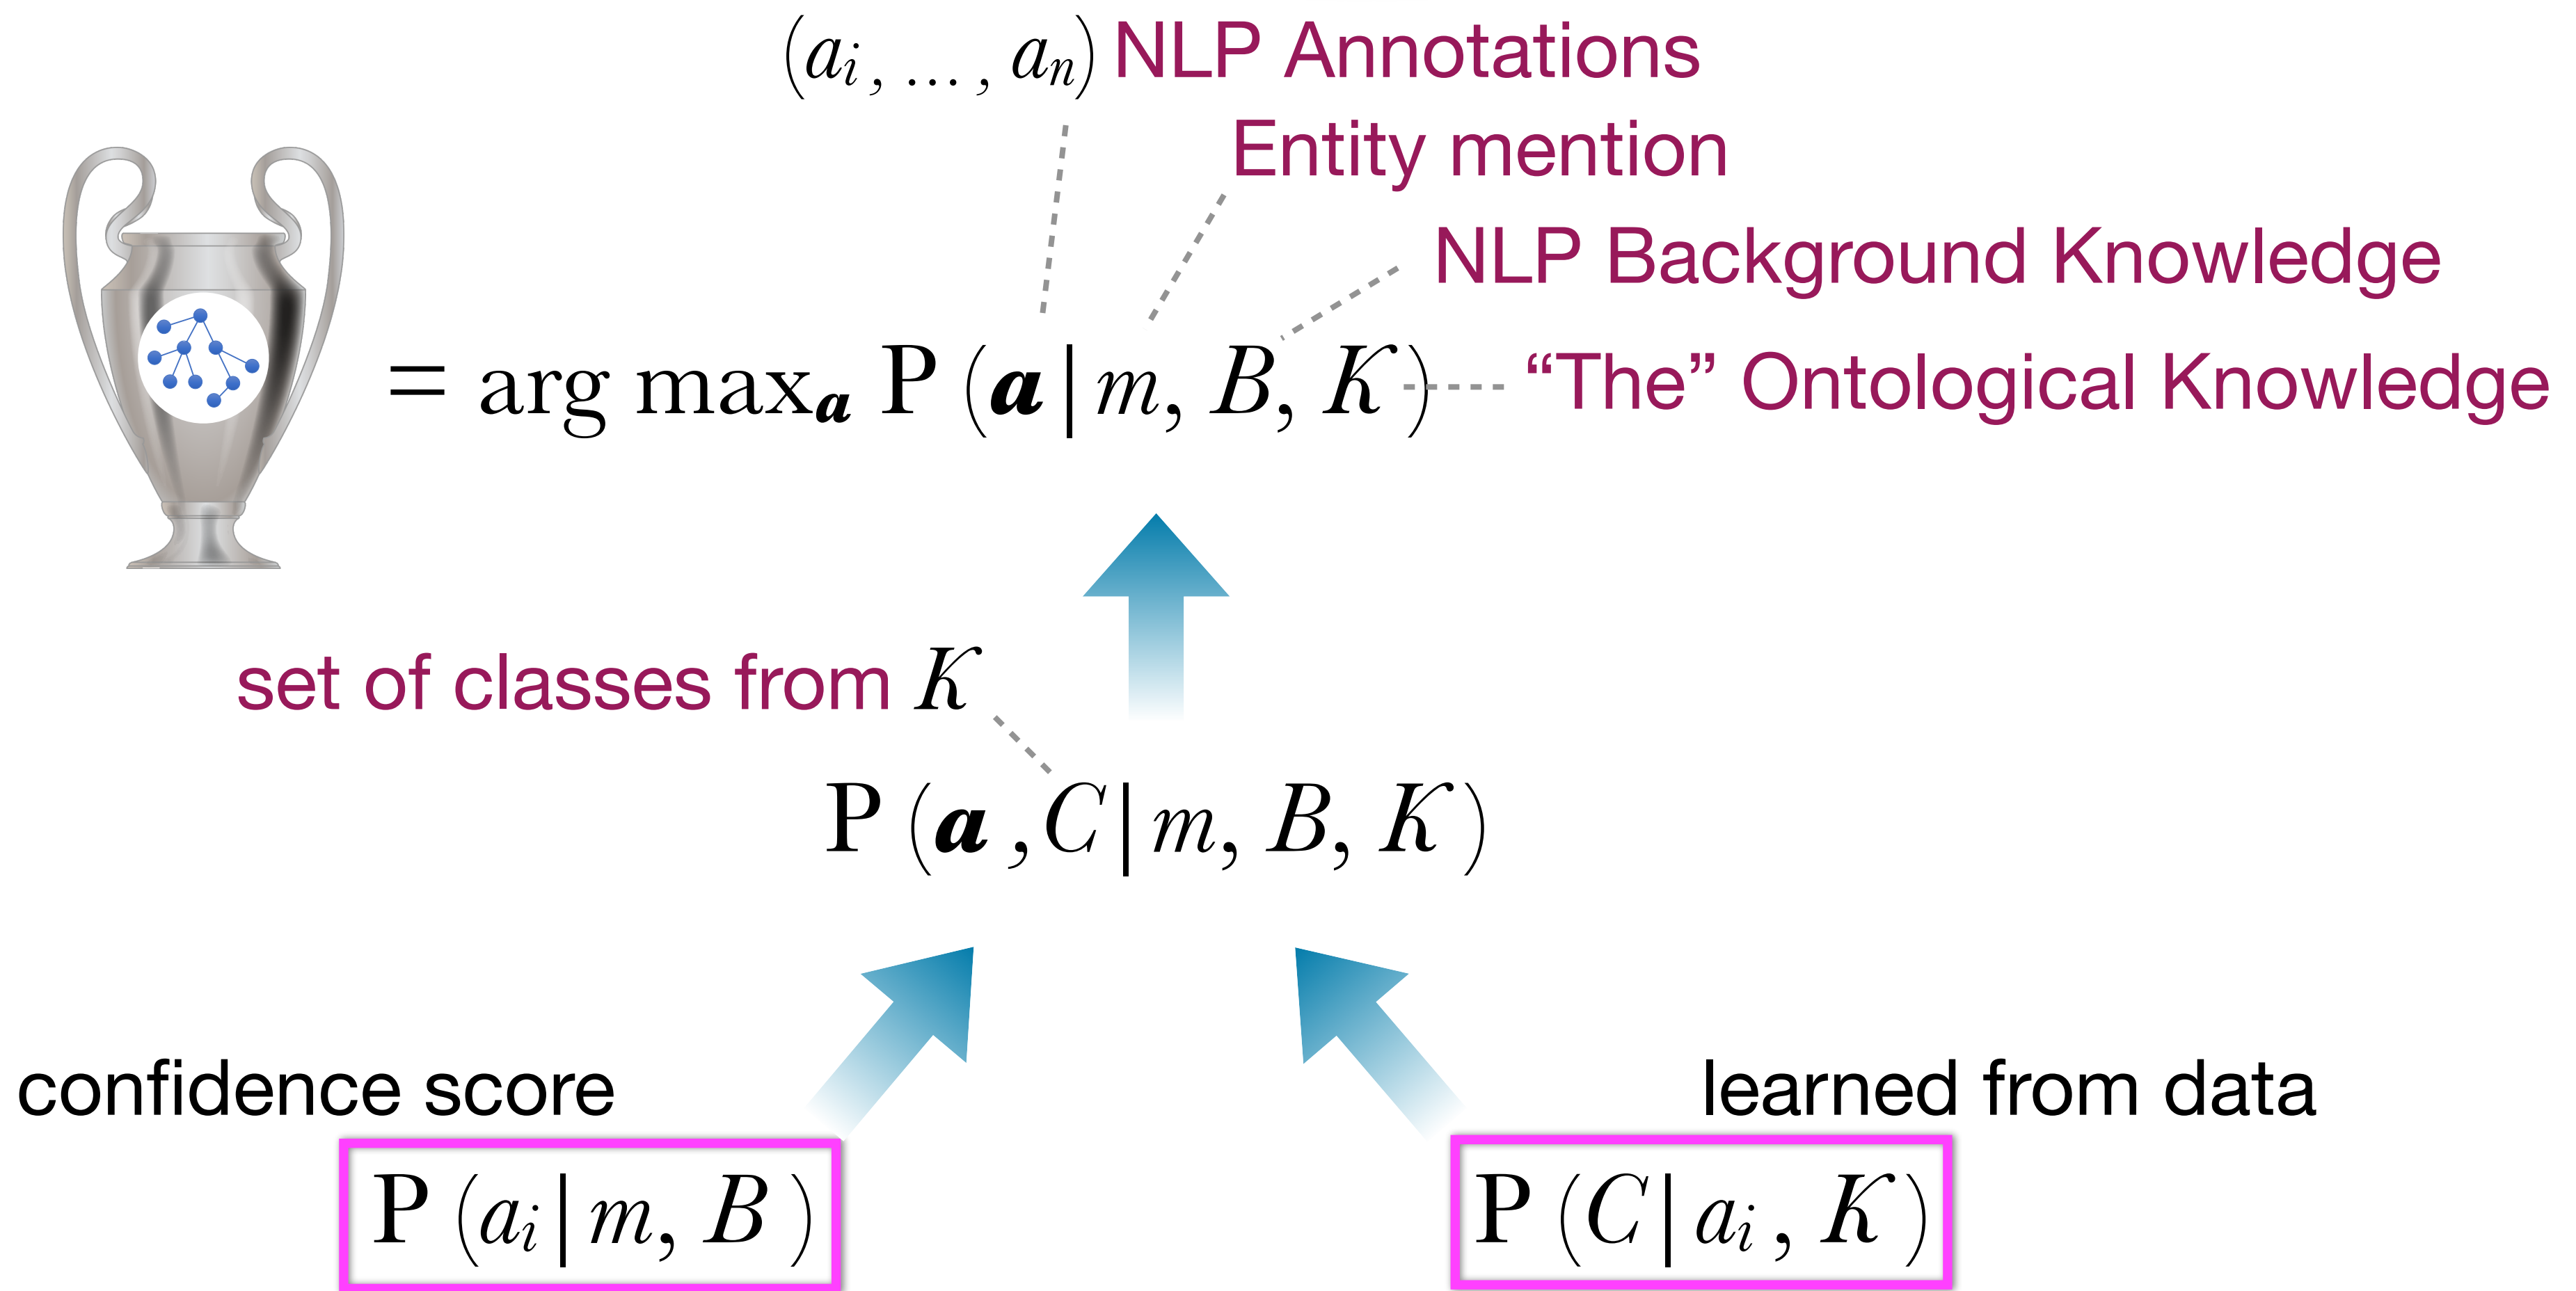 (aᵢ, ..., aₙ) NLP Annotations
Entity mention
NLP Background Knowledge
= arg maxₐ P (a | m, B, K) “The” Ontological Knowledge
set of classes from K
P (a, C | m, B, K)
confidence score
learned from data
P (aᵢ | m, B)
P (C | aᵢ, K)